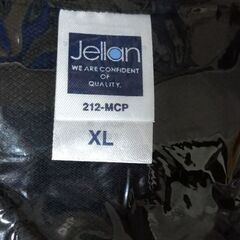 Jellan
WE ARE CONFIDENT
OF
QUALITY.
212-MCP
XL